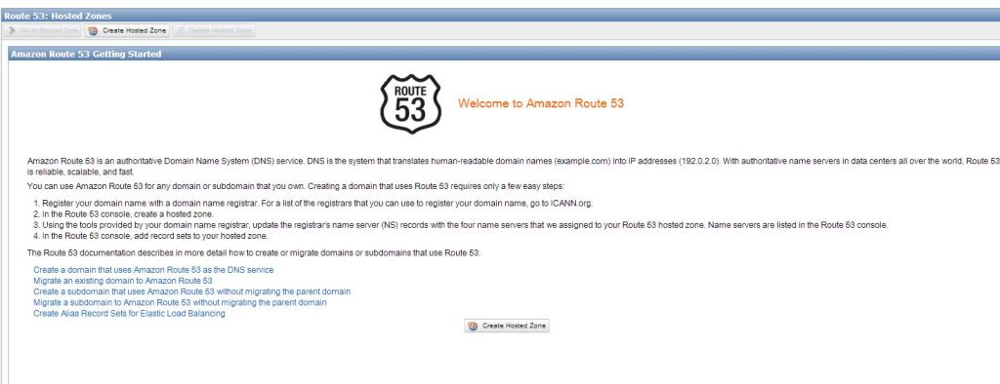 Route 53: Hosted Zones
Go to Record Sets Create Hosted Zone Delete Hosted Zone
Amazon Route 53 Getting Started
ROUTE
53
Welcome to Amazon Route 53
Amazon Route 53 is an authoritative Domain Name System (DNS) service. DNS is the system that translates human-readable domain names (example.com) into IP addresses (192.0.2.0). With authoritative name servers in data centers all over the world, Route 53
is reliable, scalable, and fast.
You can use Amazon Route 53 for any domain or subdomain that you own. Creating a domain that uses Route 53 requires only a few easy steps:
1. Register your domain name with a domain name registrar. For a list of the registrars that you can use to register your domain name, go to ICANN.org.
2. In the Route 53 console, create a hosted zone.
3. Using the tools provided by your domain name registrar, update the registrar's name server (NS) records with the four name servers that we assigned to your Route 53 hosted zone. Name servers are listed in the Route 53 console.
4. In the Route 53 console, add record sets to your hosted zone.
The Route 53 documentation describes in more detail how to create or migrate domains or subdomains that use Route 53:
Create a domain that uses Amazon Route 53 as the DNS service
Migrate an existing domain to Amazon Route 53
Create a subdomain that uses Amazon Route 53 without migrating the parent domain
Migrate a subdomain to Amazon Route 53 without migrating the parent domain
Create Alias Record Sets for Elastic Load Balancing
Create Hosted Zone